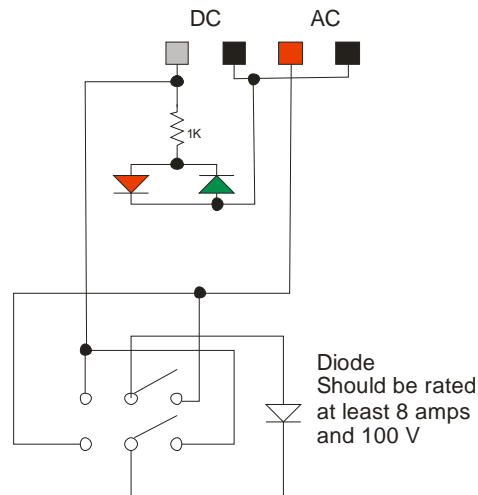 DC AC
1K
Diode
Should be rated
at least 8 amps
and 100 V